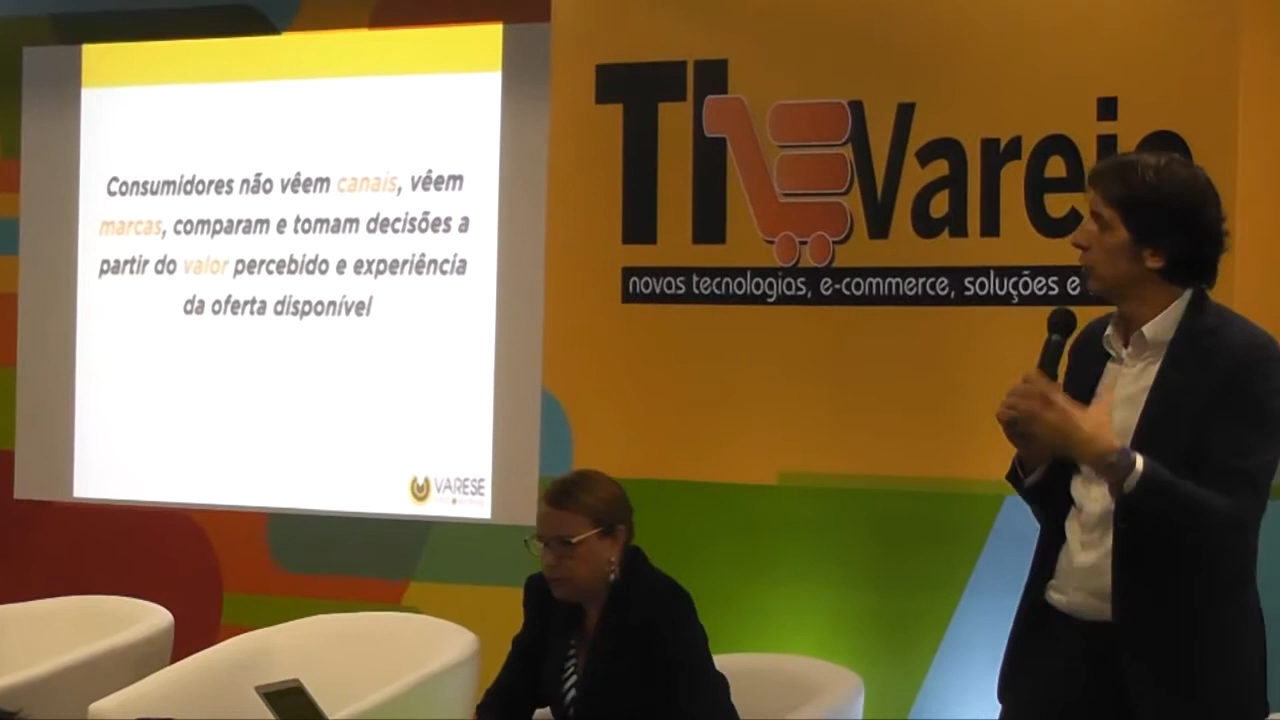 Consumidores não vêem canais, vêem
marcas, comparam e tomam decisões a
partir do valor percebido e experiência
da oferta disponível
VARESE
TI Varejo
novas tecnologias, e-commerce, soluções e